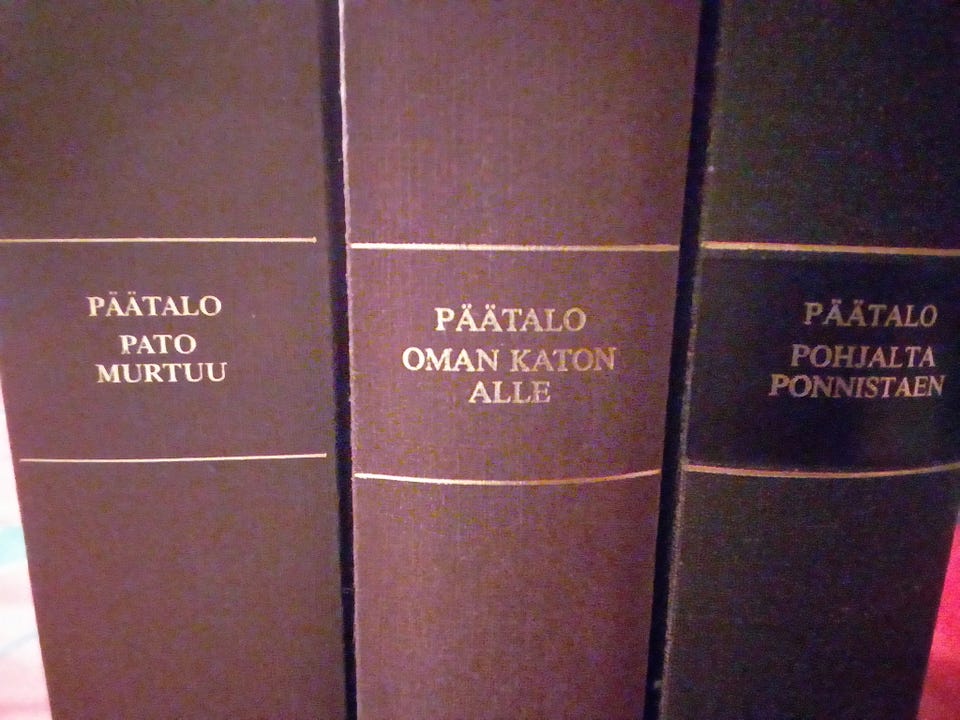 PÄÄTALO
PATO
MURTUU
PÄÄTALO
OMAN KATON
ALLE
PÄÄTALO
POHJALTA
PONNISTAEN